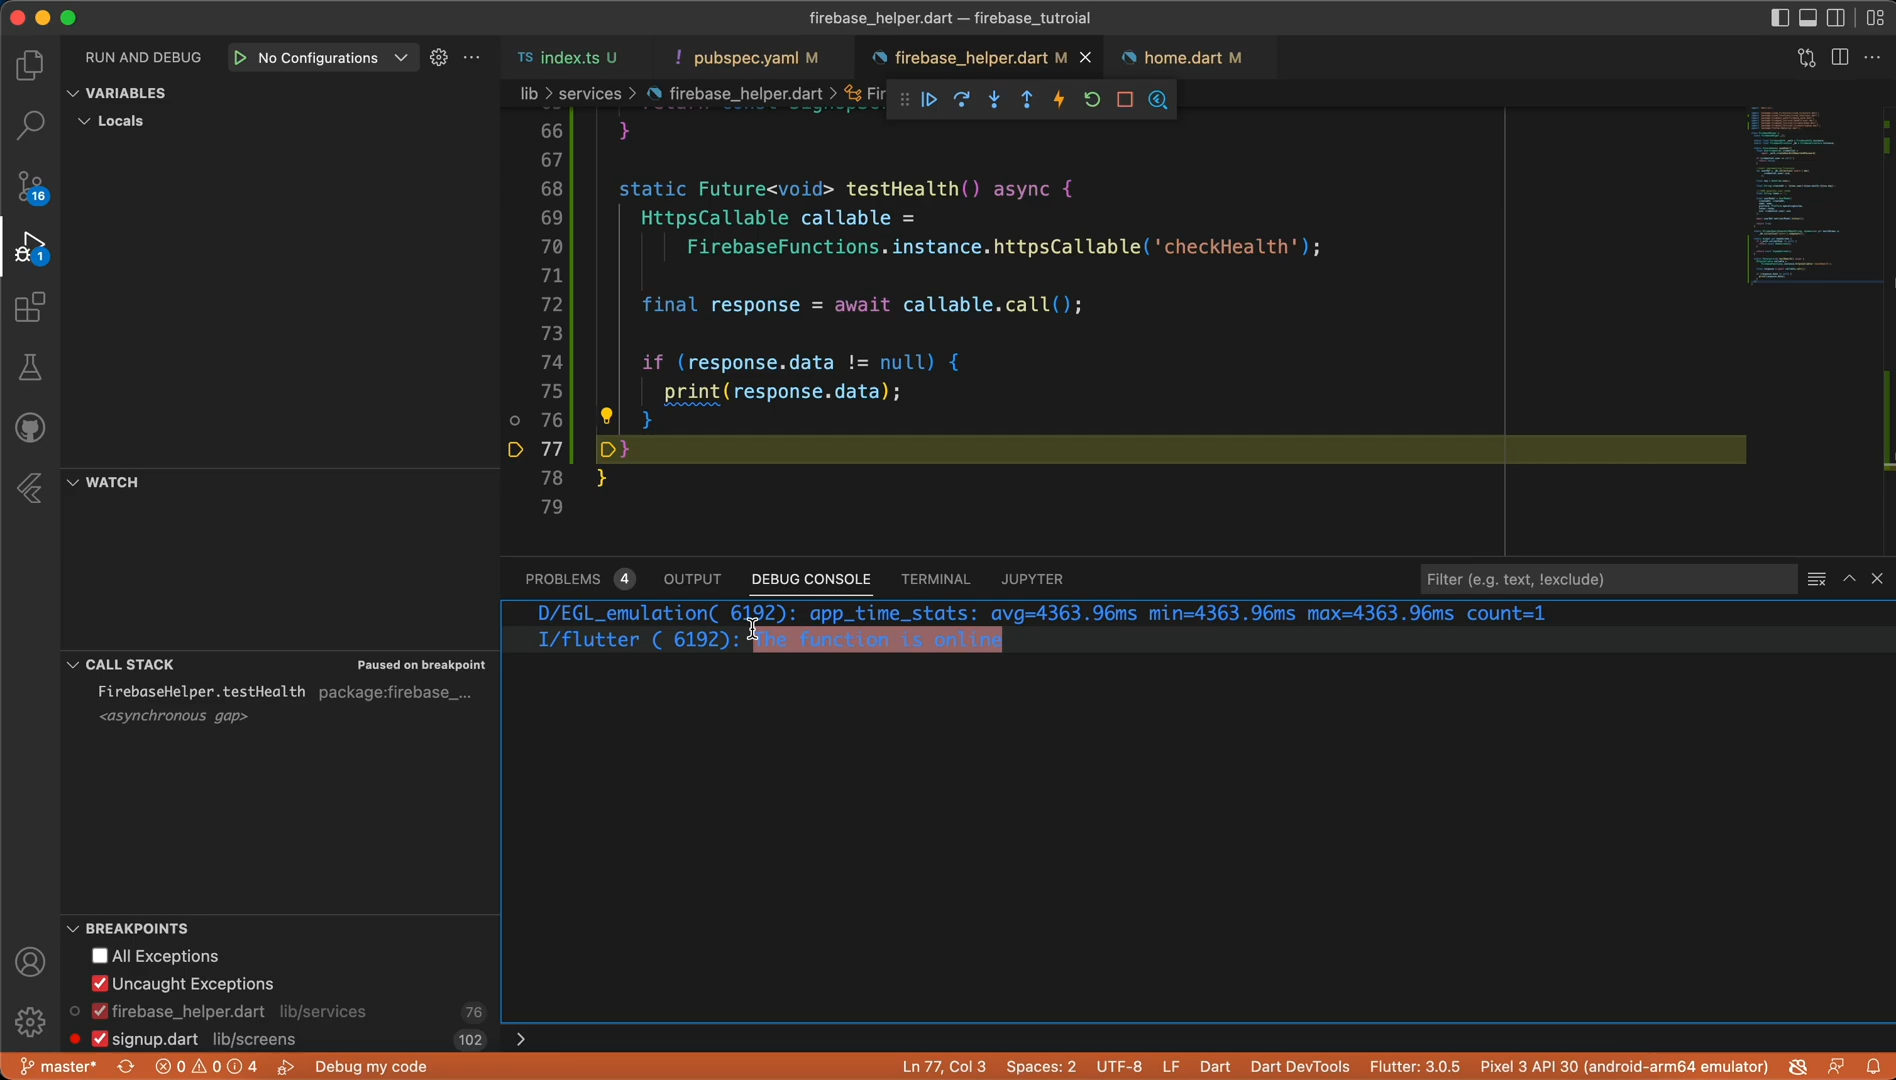 firebase_helper.dart — firebase_tutroial
RUN AND DEBUG
No Configurations
TS index.ts U
! pubspec.yaml M
firebase_helper.dart M
home.dart M
VARIABLES
Locals
lib > services > firebase_helper.dart >
66 }
67
68 static Future<void> testHealth() async {
69 HttpsCallable callable =
70 FirebaseFunctions.instance.httpsCallable('checkHealth');
71
72 final response = await callable.call();
73
74 if (response.data != null) {
75 print(response.data);
76 }
77 }
78 }
79
16
1
WATCH
CALL STACK
Paused on breakpoint
FirebaseHelper.testHealth package:firebase_...
<asynchronous gap>
BREAKPOINTS
All Exceptions
Uncaught Exceptions
firebase_helper.dart lib/services 76
signup.dart lib/screens 102
PROBLEMS 4
OUTPUT
DEBUG CONSOLE
TERMINAL
JUPYTER
Filter (e.g. text, !exclude)
D/EGL_emulation( 6192): app_time_stats: avg=4363.96ms min=4363.96ms max=4363.96ms count=1
I/flutter ( 6192): The function is online
>
master* 0 0 4 Debug my code
Ln 77, Col 3 Spaces: 2 UTF-8 LF Dart Dart DevTools Flutter: 3.0.5 Pixel 3 API 30 (android-arm64 emulator)